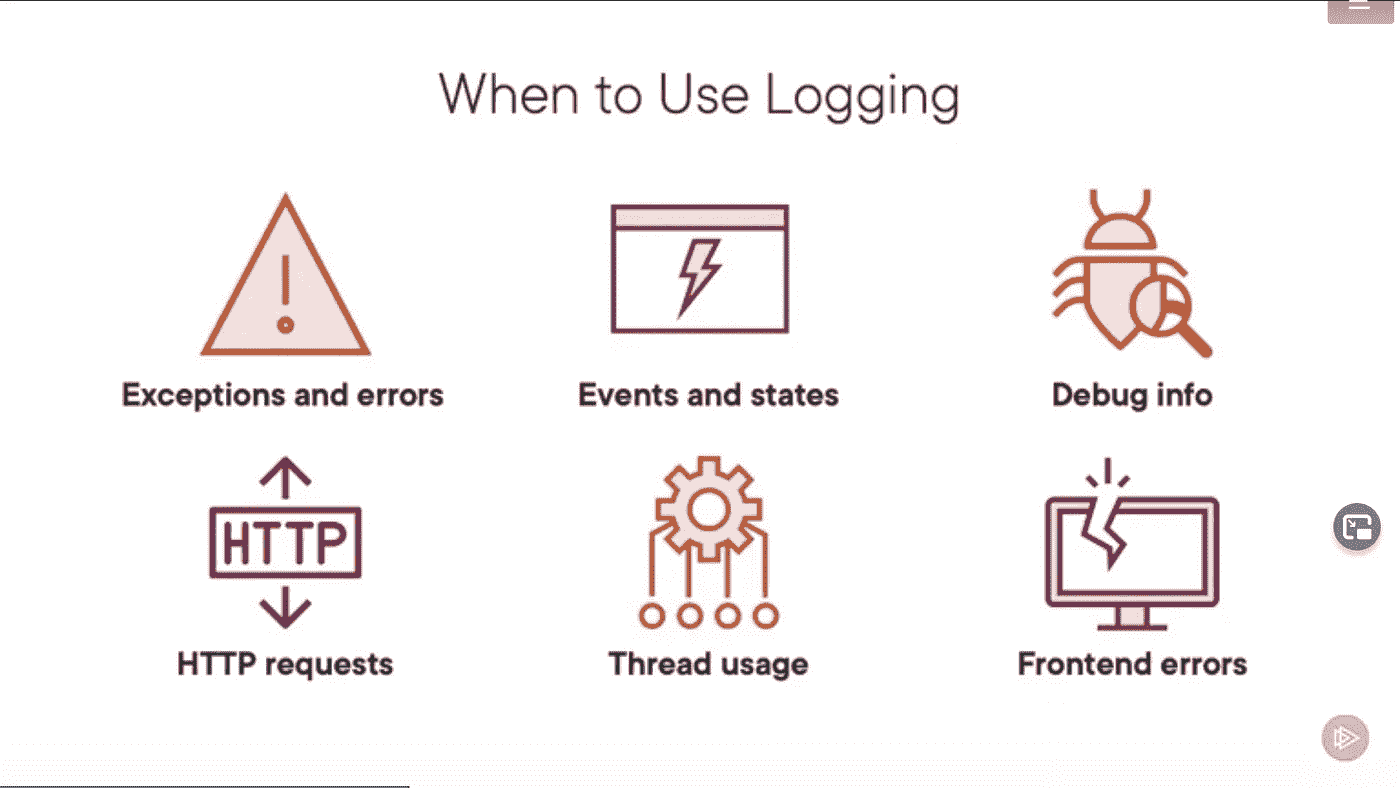 When to Use Logging
Exceptions and errors
Events and states
Debug info
HTTP
HTTP requests
Thread usage
Frontend errors